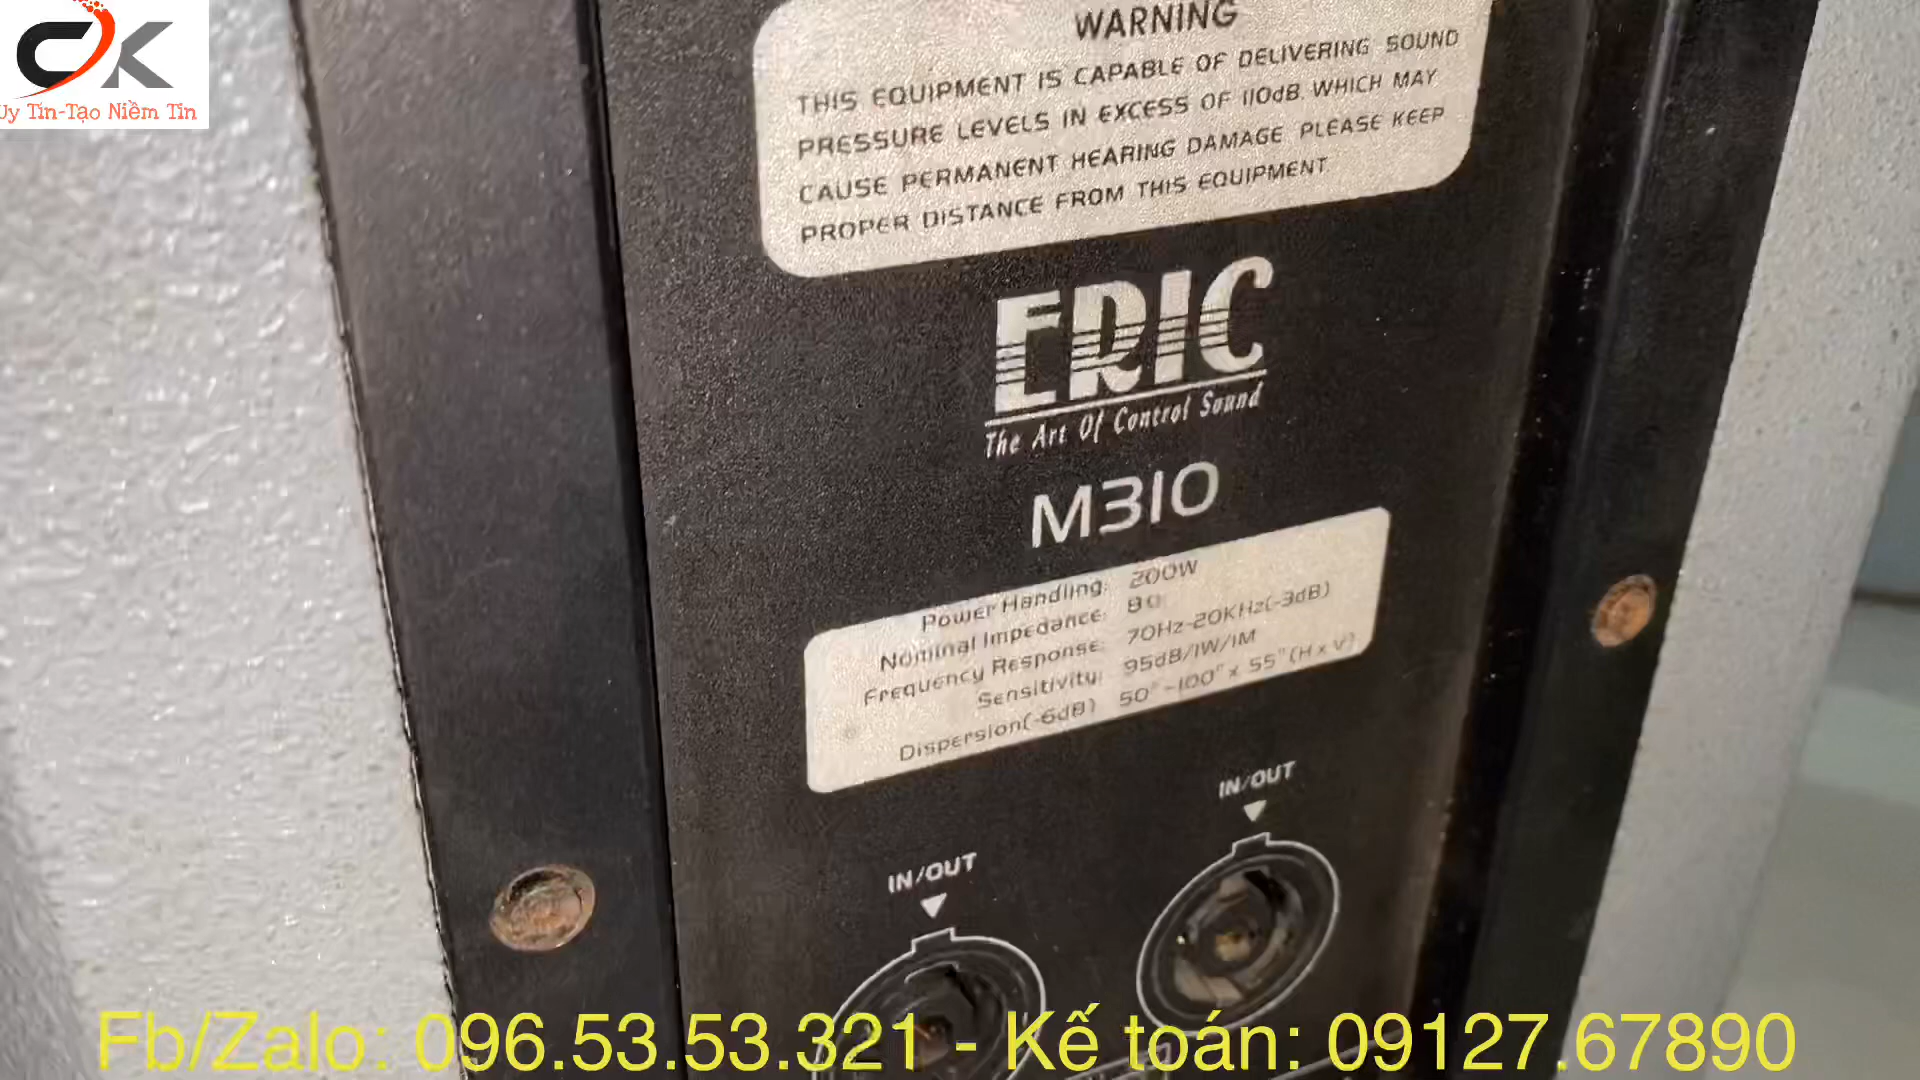 CK
Uy Tín-Tạo Niềm Tin
WARNING
THIS EQUIPMENT IS CAPABLE OF DELIVERING SOUND
PRESSURE LEVELS IN EXCESS OF 110dB. WHICH MAY
CAUSE PERMANENT HEARING DAMAGE PLEASE KEEP
PROPER DISTANCE FROM THIS EQUIPMENT.
ERIC
The Art Of Control Sound
M310
Power Handling: 200W
Nominal Impedance: 8Ω
Frequency Response: 70Hz-20KHz(-3dB)
Sensitivity: 95dB/1W/1M
Dispersion(-6dB) 50°-100° x 55°(H x V)
IN/OUT
IN/OUT
Fb/Zalo: 096.53.53.321 - Kế toán: 09127.67890